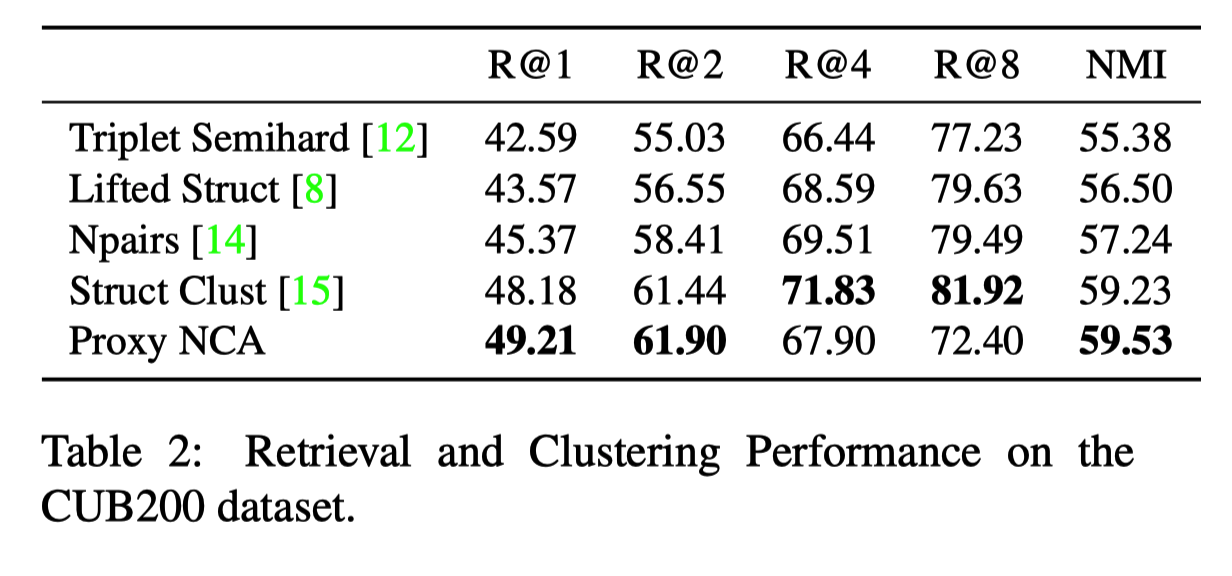 R@1 R@2 R@4 R@8 NMI
Triplet Semihard [12] 42.59 55.03 66.44 77.23 55.38
Lifted Struct [8] 43.57 56.55 68.59 79.63 56.50
Npairs [14] 45.37 58.41 69.51 79.49 57.24
Struct Clust [15] 48.18 61.44 71.83 81.92 59.23
Proxy NCA 49.21 61.90 67.90 72.40 59.53
Table 2: Retrieval and Clustering Performance on the
CUB200 dataset.